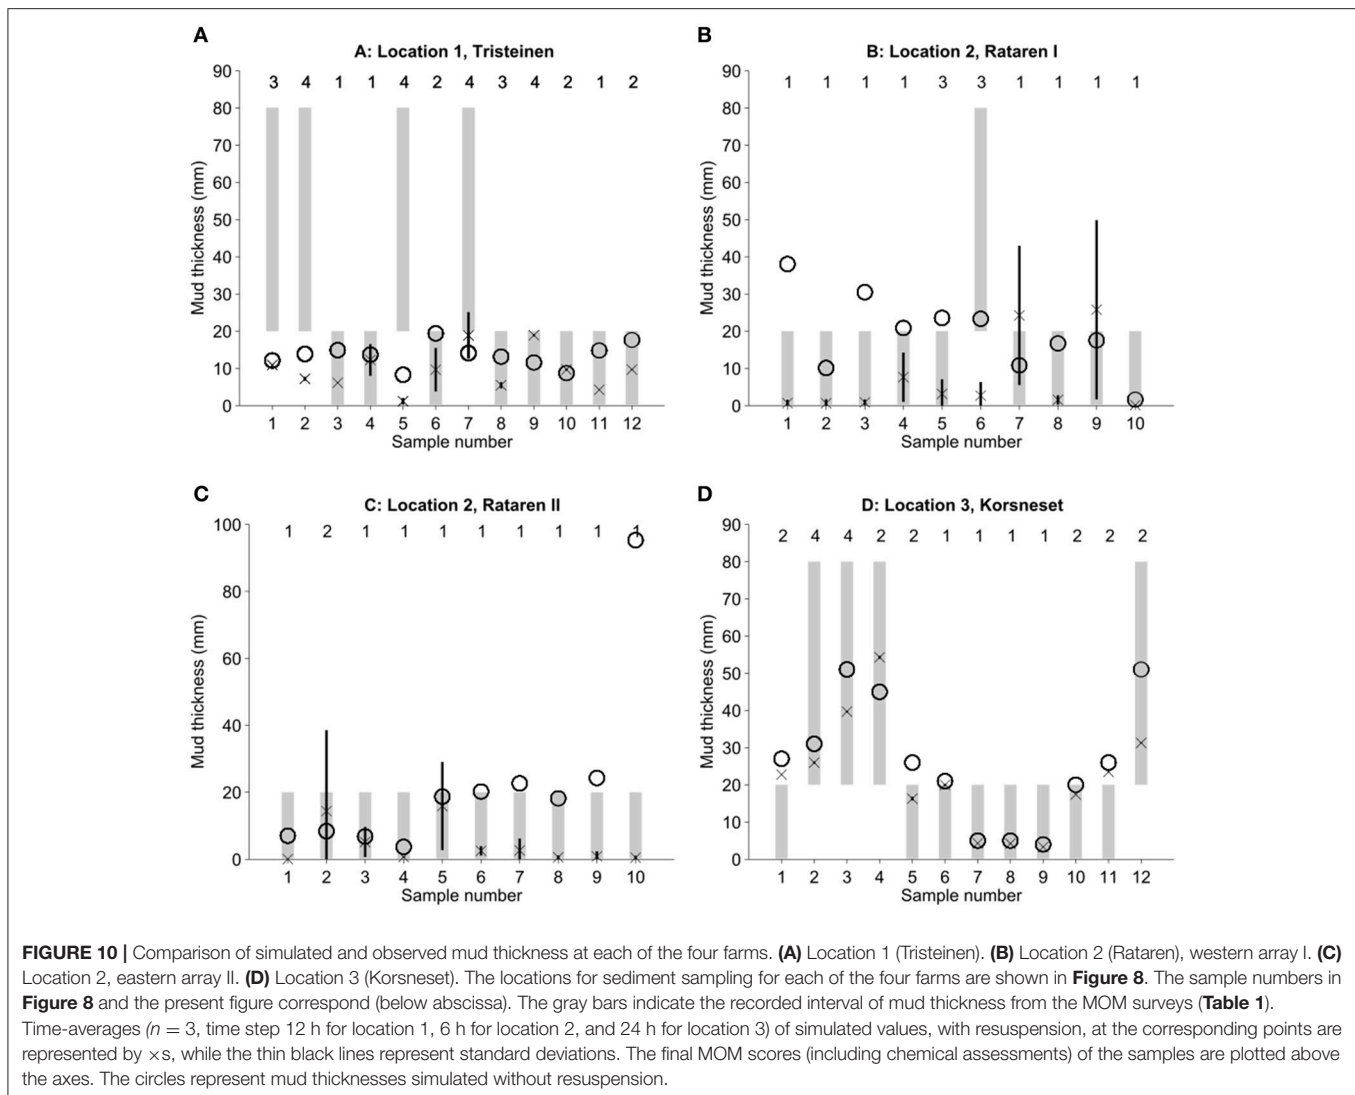 A
A: Location 1, Tristeinen
3 4 1 1 4 2 4 3 4 2 1 2
90
80
70
60
50
40
30
20
10
0
Mud thickness (mm)
1 2 3 4 5 6 7 8 9 10 11 12
Sample number
B
B: Location 2, Rataren I
1 1 1 1 3 3 1 1 1 1
90
80
70
60
50
40
30
20
10
0
Mud thickness (mm)
1 2 3 4 5 6 7 8 9 10
Sample number
C
C: Location 2, Rataren II
1 2 1 1 1 1 1 1 1 1
100
80
60
40
20
0
Mud thickness (mm)
1 2 3 4 5 6 7 8 9 10
Sample number
D
D: Location 3, Korsneset
2 4 4 2 2 1 1 1 1 2 2 2
90
80
70
60
50
40
30
20
10
0
Mud thickness (mm)
1 2 3 4 5 6 7 8 9 10 11 12
Sample number
FIGURE 10 | Comparison of simulated and observed mud thickness at each of the four farms. (A) Location 1 (Tristeinen). (B) Location 2 (Rataren), western array I. (C)
Location 2, eastern array II. (D) Location 3 (Korsneset). The locations for sediment sampling for each of the four farms are shown in Figure 8. The sample numbers in
Figure 8 and the present figure correspond (below abscissa). The gray bars indicate the recorded interval of mud thickness from the MOM surveys (Table 1).
Time-averages (n = 3, time step 12 h for location 1, 6 h for location 2, and 24 h for location 3) of simulated values, with resuspension, at the corresponding points are
represented by ×s, while the thin black lines represent standard deviations. The final MOM scores (including chemical assessments) of the samples are plotted above
the axes. The circles represent mud thicknesses simulated without resuspension.